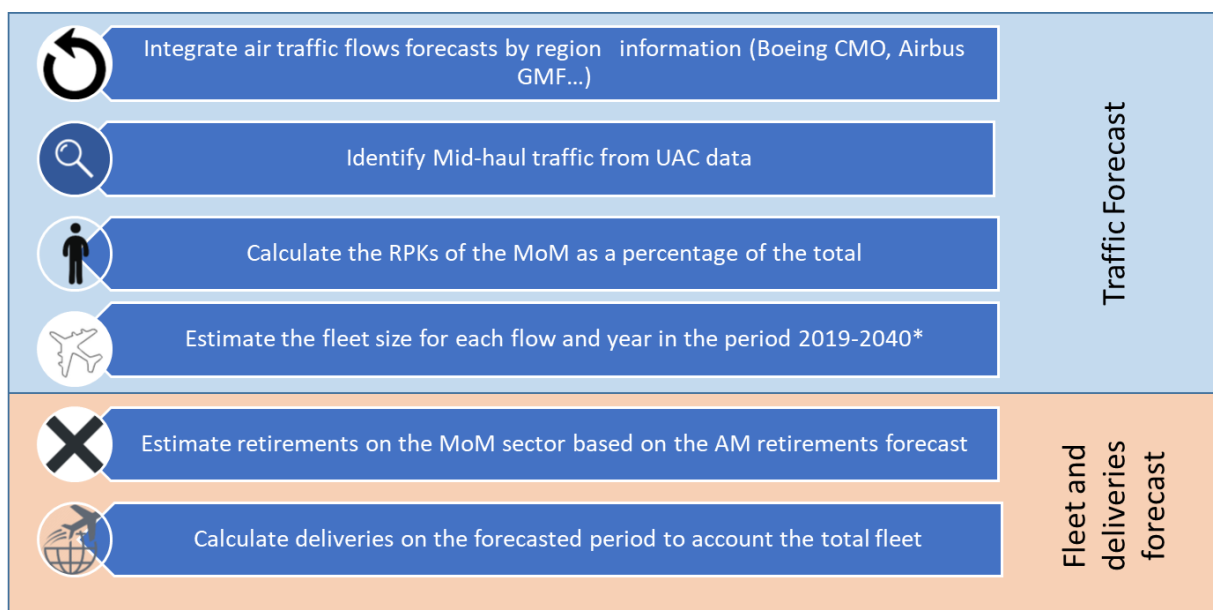 Integrate air traffic flows forecasts by region information (Boeing CMO, Airbus
GMF...)
Identify Mid-haul traffic from UAC data
Calculate the RPKs of the MoM as a percentage of the total
Estimate the fleet size for each flow and year in the period 2019-2040*
Traffic Forecast
Estimate retirements on the MoM sector based on the AM retirements forecast
Calculate deliveries on the forecasted period to account the total fleet
Fleet and
deliveries
forecast